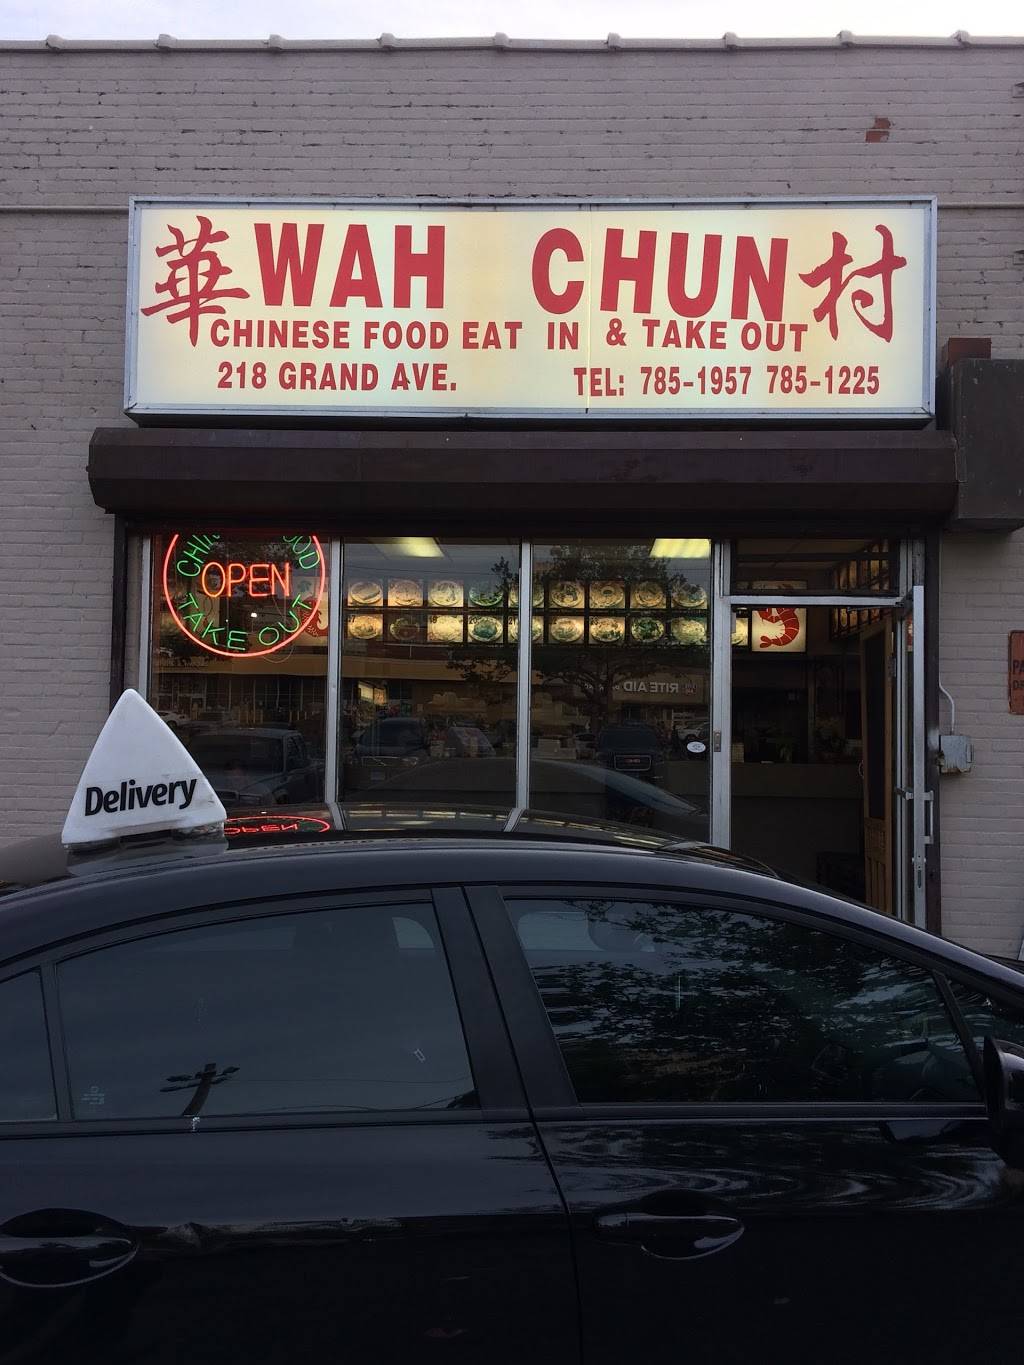 華 WAH CHUN 村
CHINESE FOOD EAT IN & TAKE OUT
218 GRAND AVE. TEL: 785-1957 785-1225
OPEN
TAKE OUT
RITE AID
Delivery
OPEN